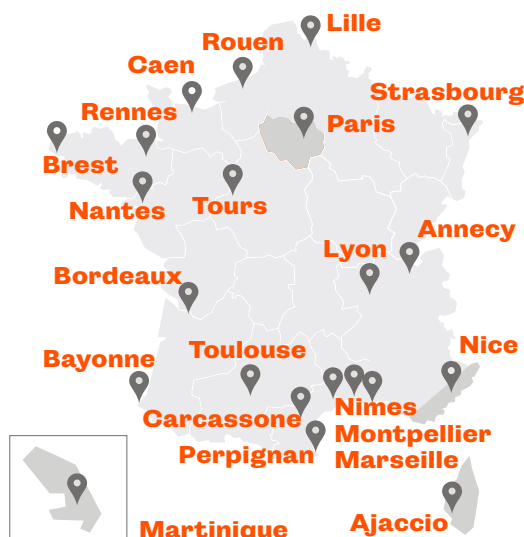 Lille
Rouen
Caen
Strasbourg
Rennes
Paris
Brest
Nantes
Tours
Annecy
Lyon
Bordeaux
Nice
Bayonne
Toulouse
Carcassone
Nimes
Perpignan
Montpellier
Marseille
Ajaccio
Martinique